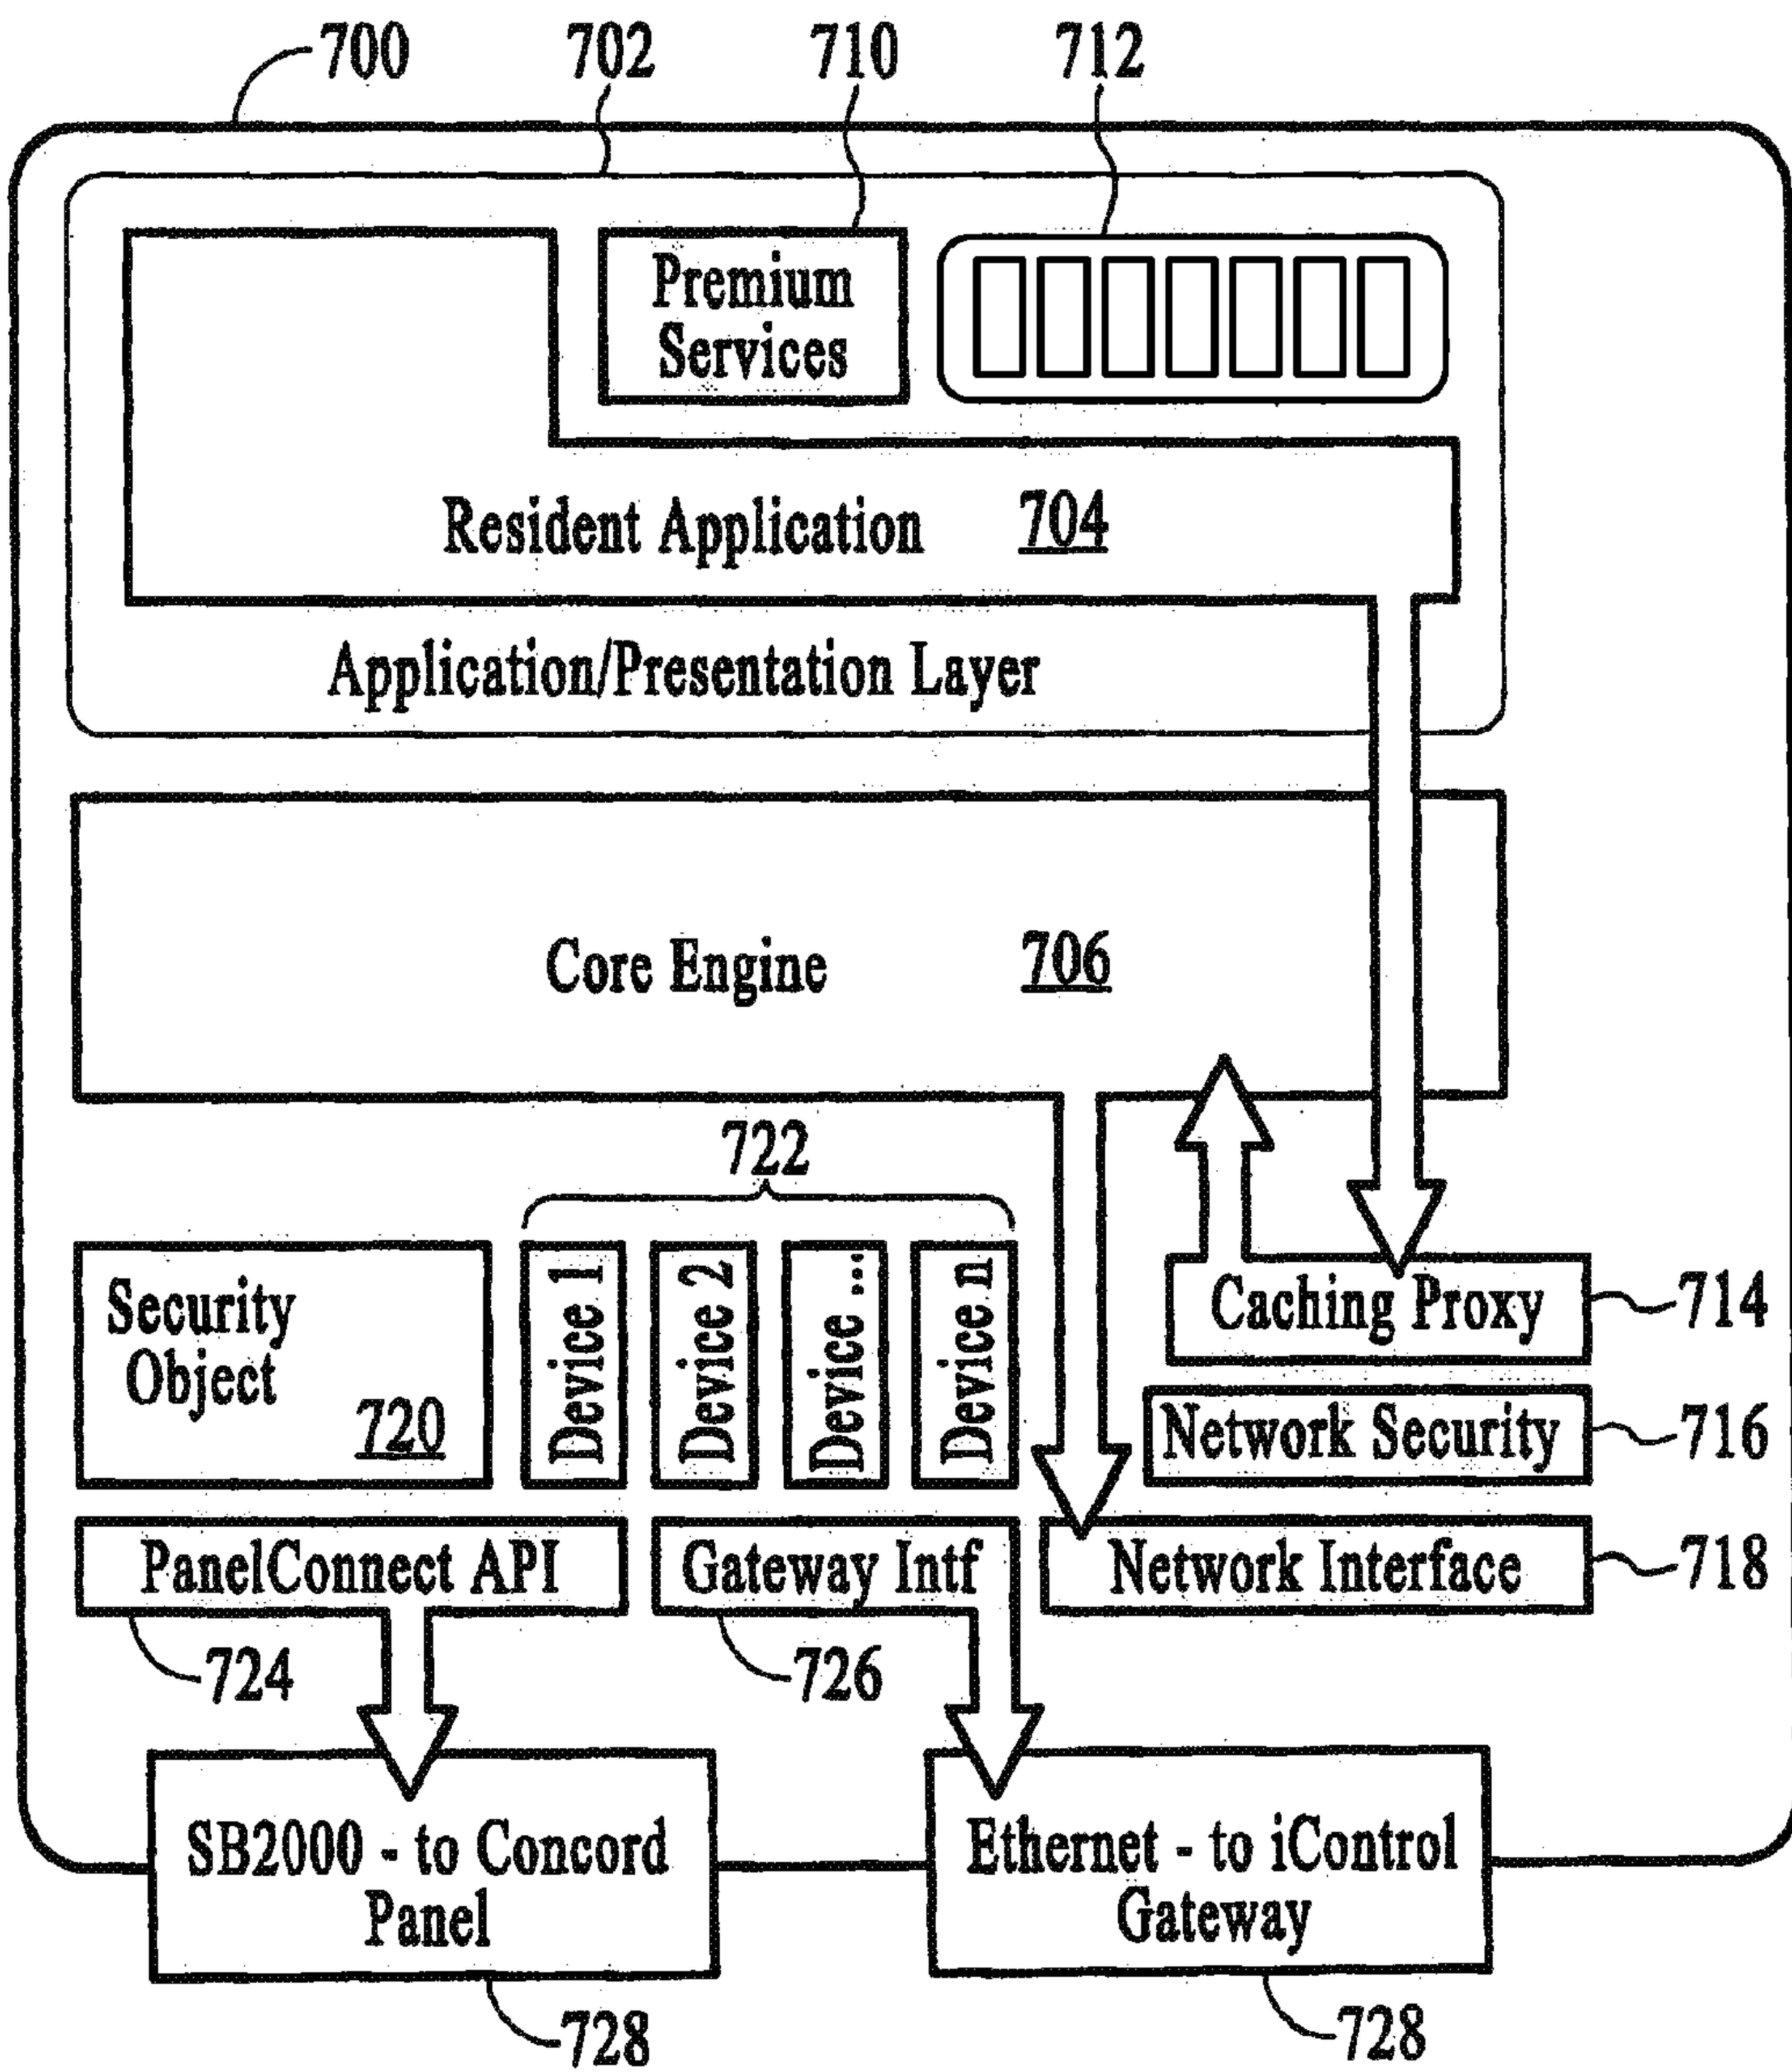 700
702
710
712
Premium
Services
Resident Application 704
Application/Presentation Layer
Core Engine 706
722
Security
Object
720
Device 1
Device 2
Device ...
Device n
Caching Proxy
714
Network Security
716
PanelConnect API
Gateway Intf
Network Interface
718
724
726
SB2000 - to Concord
Panel
Ethernet - to iControl
Gateway
728
728